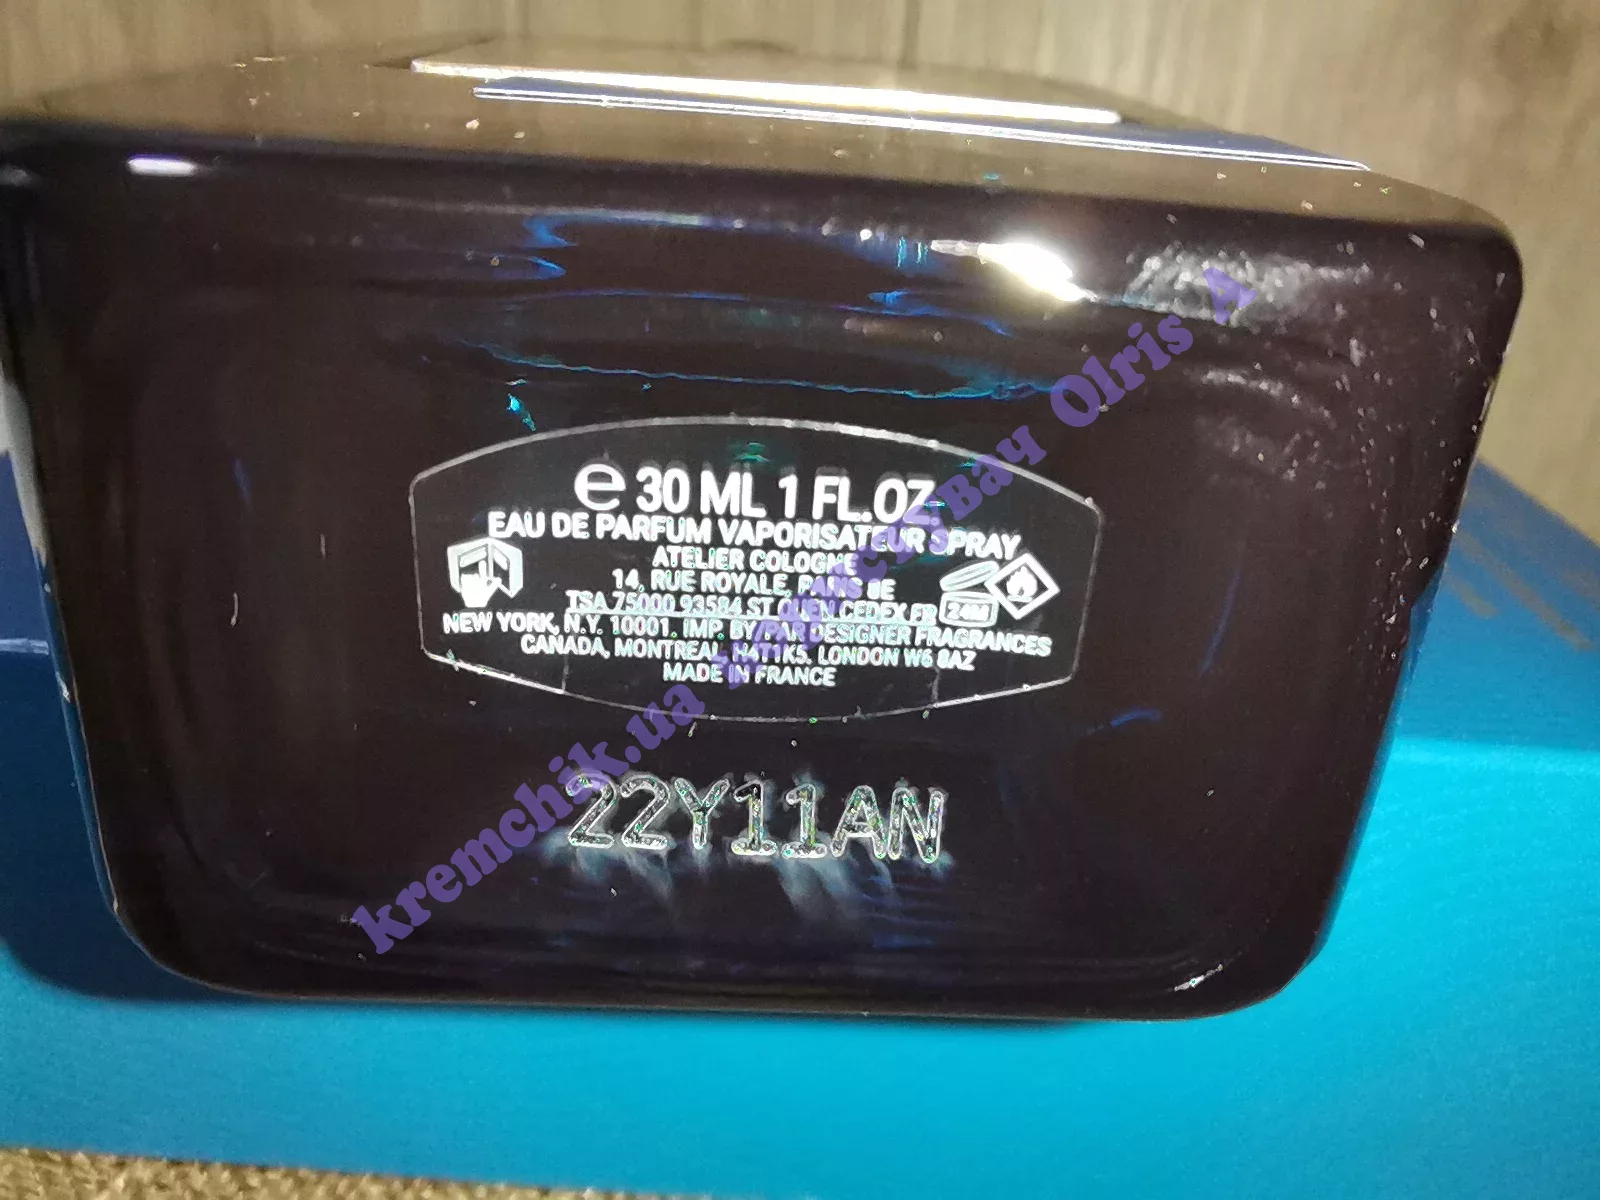 ℮ 30 ML 1 FL.OZ
EAU DE PARFUM VAPORISATEUR SPRAY
ATELIER COLOGNE
14, RUE ROYALE, PARIS 8E
TSA 75000 93584 ST OUEN CEDEX FR
24M
NEW YORK, N.Y. 10001. IMP. BY/PAR DESIGNER FRAGRANCES
CANADA, MONTREAL H4T1K5. LONDON W6 8AZ
MADE IN FRANCE
22Y11AN
kremchik.ua Olris A